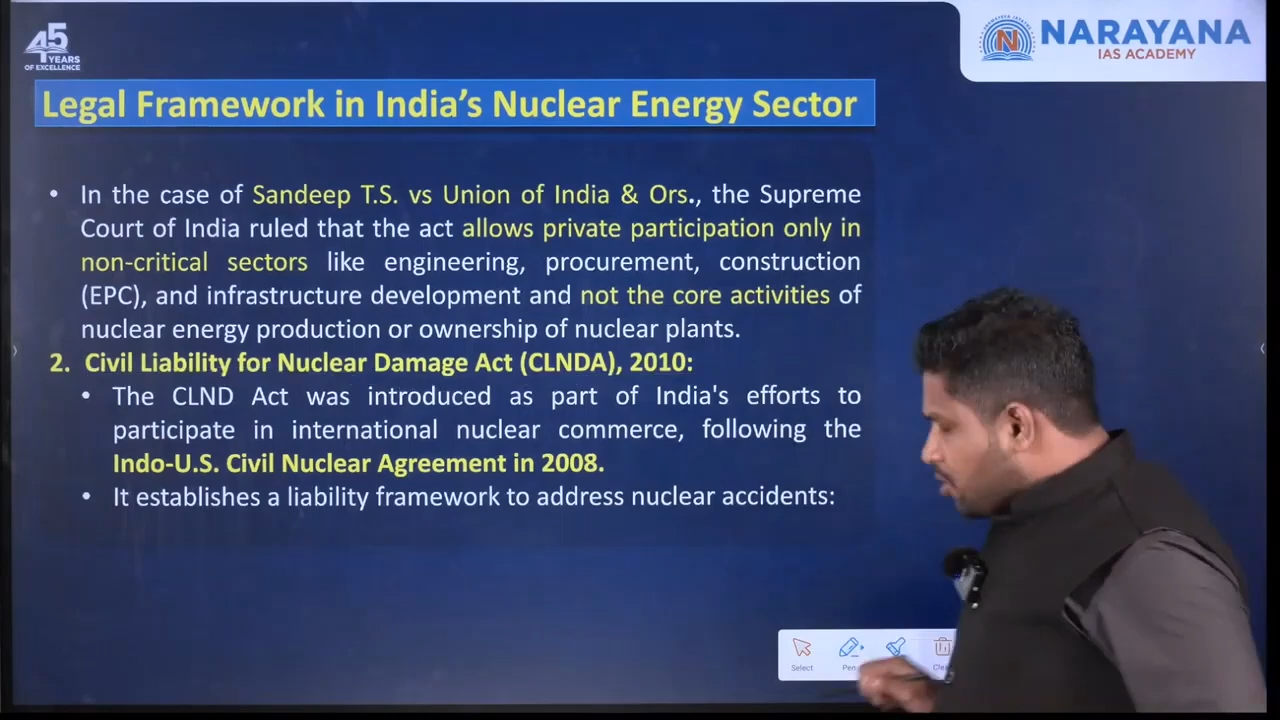 45
YEARS
OF EXCELLENCE
NARAYANA
IAS ACADEMY
Legal Framework in India's Nuclear Energy Sector
• In the case of Sandeep T.S. vs Union of India & Ors., the Supreme
Court of India ruled that the act allows private participation only in
non-critical sectors like engineering, procurement, construction
(EPC), and infrastructure development and not the core activities of
nuclear energy production or ownership of nuclear plants.
2. Civil Liability for Nuclear Damage Act (CLNDA), 2010:
• The CLND Act was introduced as part of India's efforts to
participate in international nuclear commerce, following the
Indo-U.S. Civil Nuclear Agreement in 2008.
• It establishes a liability framework to address nuclear accidents:
Select